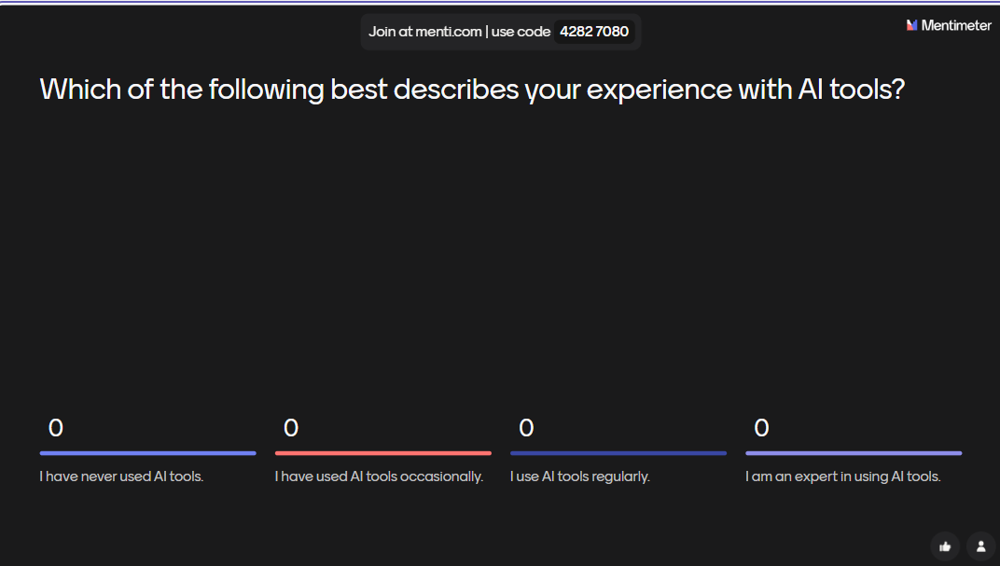 Join at menti.com | use code 4282 7080
Mentimeter
Which of the following best describes your experience with AI tools?
0 0 0 0
I have never used AI tools. I have used AI tools occasionally. I use AI tools regularly. I am an expert in using AI tools.